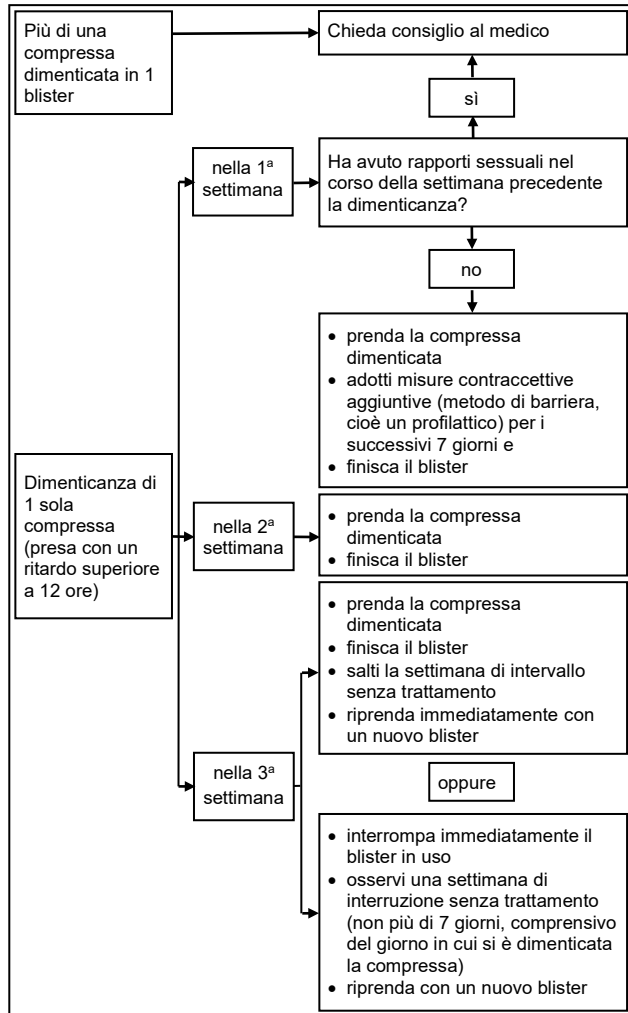 Più di una
compressa
dimenticata in 1
blister
Chieda consiglio al medico
sì
nella 1ª
settimana
Ha avuto rapporti sessuali nel
corso della settimana precedente
la dimenticanza?
no
• prenda la compressa
dimenticata
• adotti misure contraccettive
aggiuntive (metodo di barriera,
cioè un profilattico) per i
successivi 7 giorni e
• finisca il blister
Dimenticanza di
1 sola
compressa
(presa con un
ritardo superiore
a 12 ore)
nella 2ª
settimana
• prenda la compressa
dimenticata
• finisca il blister
• prenda la compressa
dimenticata
• finisca il blister
• salti la settimana di intervallo
senza trattamento
• riprenda immediatamente con
un nuovo blister
nella 3ª
settimana
oppure
• interrompa immediatamente il
blister in uso
• osservi una settimana di
interruzione senza trattamento
(non più di 7 giorni, comprensivo
del giorno in cui si è dimenticata
la compressa)
• riprenda con un nuovo blister